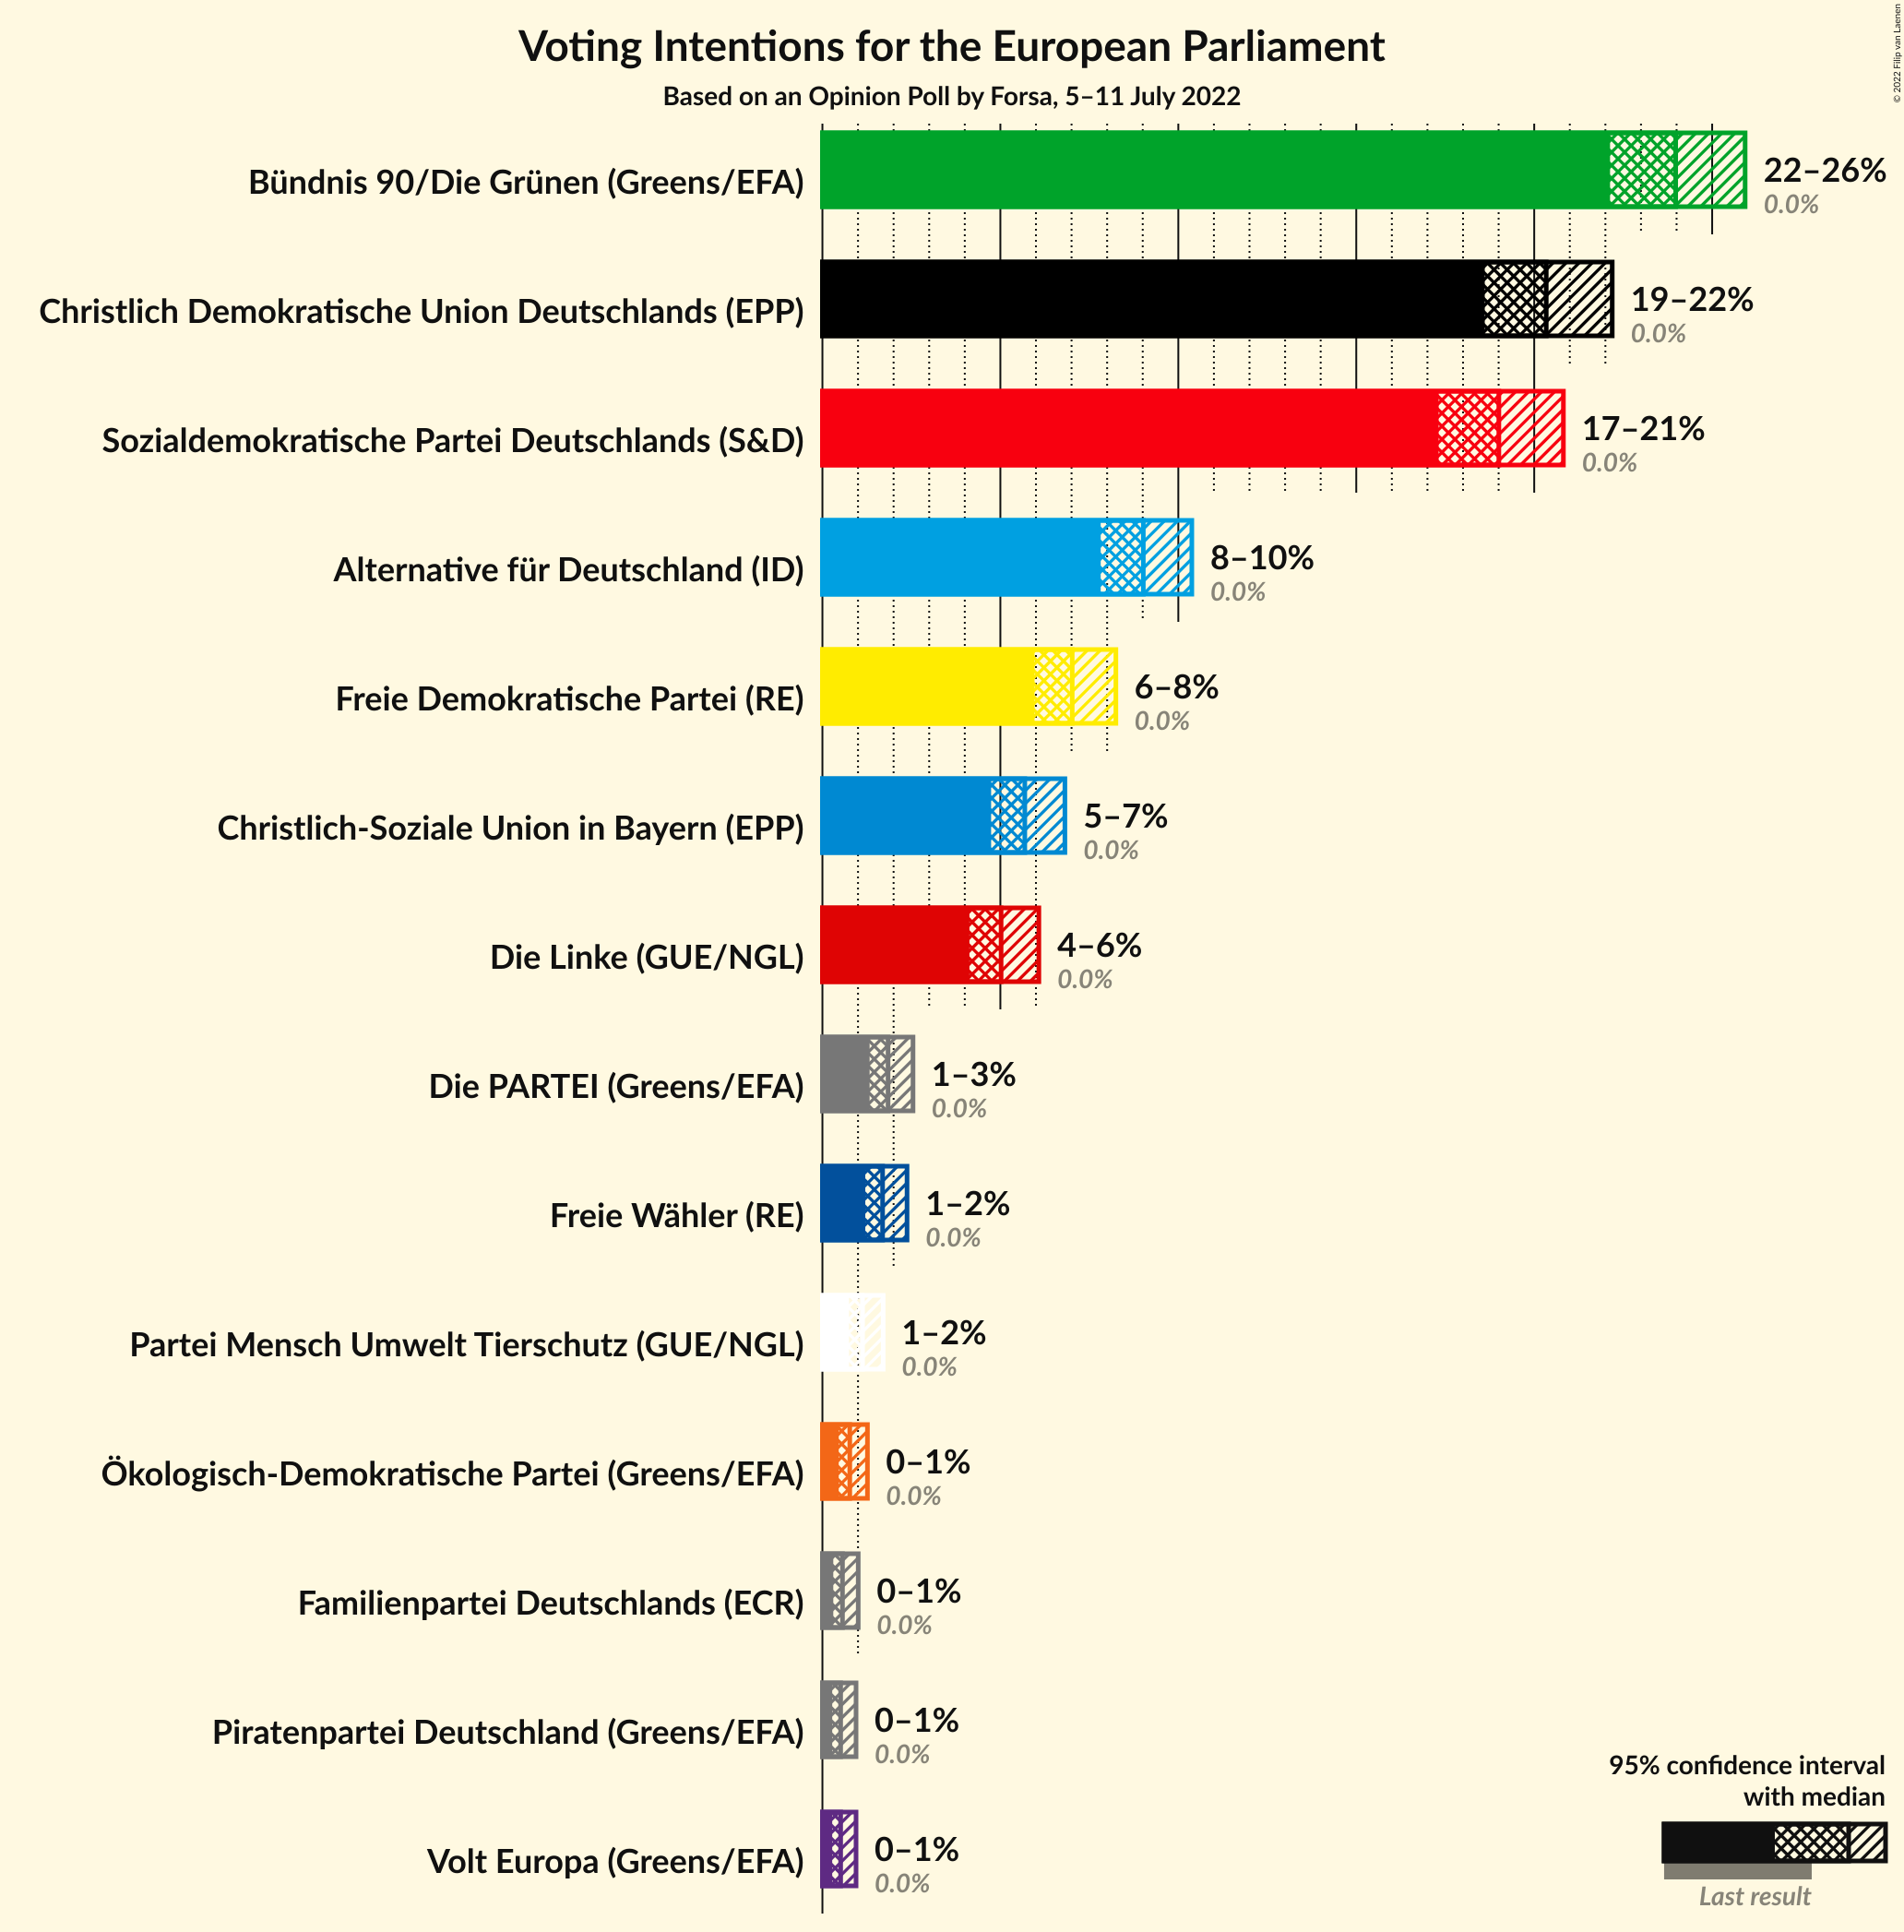 Voting Intentions for the European Parliament
Based on an Opinion Poll by Forsa, 5–11 July 2022
© 2022 Filip van Laenen
Bündnis 90/Die Grünen (Greens/EFA)
22–26%
0.0%
Christlich Demokratische Union Deutschlands (EPP)
19–22%
0.0%
Sozialdemokratische Partei Deutschlands (S&D)
17–21%
0.0%
Alternative für Deutschland (ID)
8–10%
0.0%
Freie Demokratische Partei (RE)
6–8%
0.0%
Christlich-Soziale Union in Bayern (EPP)
5–7%
0.0%
Die Linke (GUE/NGL)
4–6%
0.0%
Die PARTEI (Greens/EFA)
1–3%
0.0%
Freie Wähler (RE)
1–2%
0.0%
Partei Mensch Umwelt Tierschutz (GUE/NGL)
1–2%
0.0%
Ökologisch-Demokratische Partei (Greens/EFA)
0–1%
0.0%
Familienpartei Deutschlands (ECR)
0–1%
0.0%
Piratenpartei Deutschland (Greens/EFA)
0–1%
0.0%
Volt Europa (Greens/EFA)
0–1%
0.0%
95% confidence interval
with median
Last result